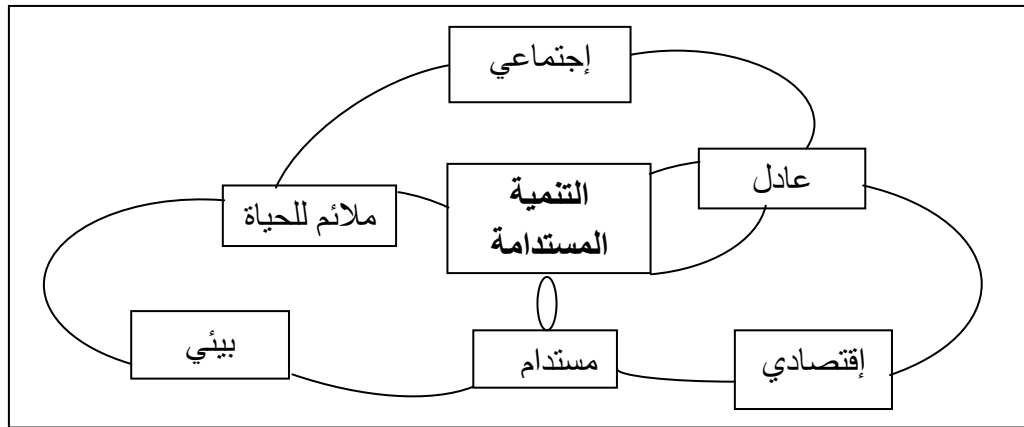 إجتماعي
عادل
التنمية
المستدامة
ملائم للحياة
إقتصادي
مستدام
بيئي